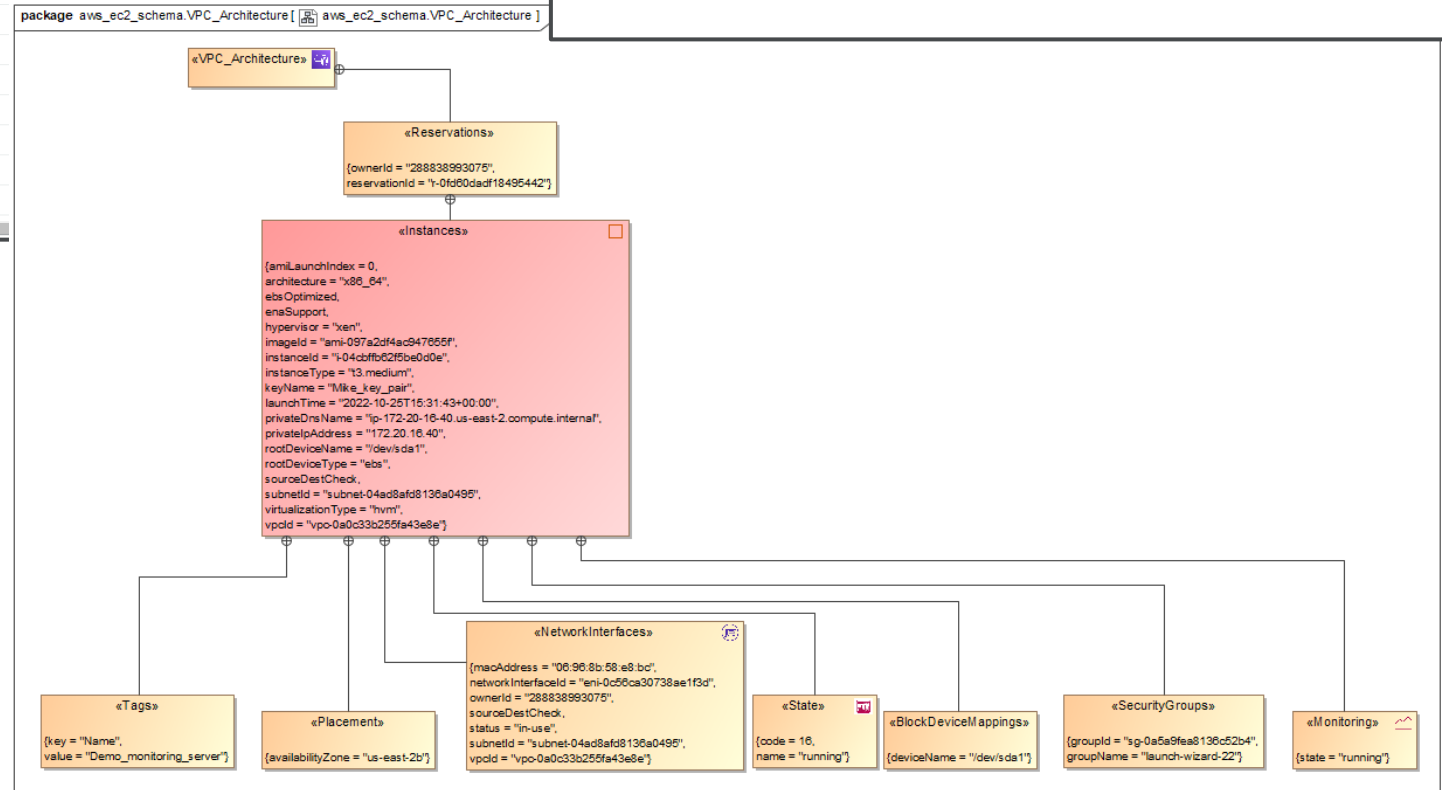 package aws_ec2_schema.VPC_Architecture [ aws_ec2_schema.VPC_Architecture ]
«VPC_Architecture»
«Reservations»
{ownerId = "288838993075",
reservationId = "r-0fd60dadf18495442"}
«Instances»
{amiLaunchIndex = 0,
architecture = "x86_64",
ebsOptimized,
enaSupport,
hypervisor = "xen",
imageId = "ami-097a2df4ac947655f",
instanceId = "i-04cbffb62f5be0d0e",
instanceType = "t3.medium",
keyName = "Mike_key_pair",
launchTime = "2022-10-25T15:31:43+00:00",
privateDnsName = "ip-172-20-16-40.us-east-2.compute.internal",
privateIpAddress = "172.20.16.40",
rootDeviceName = "/dev/sda1",
rootDeviceType = "ebs",
sourceDestCheck,
subnetId = "subnet-04ad8afd8136a0495",
virtualizationType = "hvm",
vpcId = "vpc-0a0c33b255fa43e8e"}
«Tags»
{key = "Name",
value = "Demo_monitoring_server"}
«Placement»
{availabilityZone = "us-east-2b"}
«NetworkInterfaces»
{macAddress = "06:96:8b:58:e8:bc",
networkInterfaceId = "eni-0c56ca30738ae1f3d",
ownerId = "288838993075",
sourceDestCheck,
status = "in-use",
subnetId = "subnet-04ad8afd8136a0495",
vpcId = "vpc-0a0c33b255fa43e8e"}
«State»
{code = 16,
name = "running"}
«BlockDeviceMappings»
{deviceName = "/dev/sda1"}
«SecurityGroups»
{groupId = "sg-0a5a9fea8136c52b4",
groupName = "launch-wizard-22"}
«Monitoring»
{state = "running"}